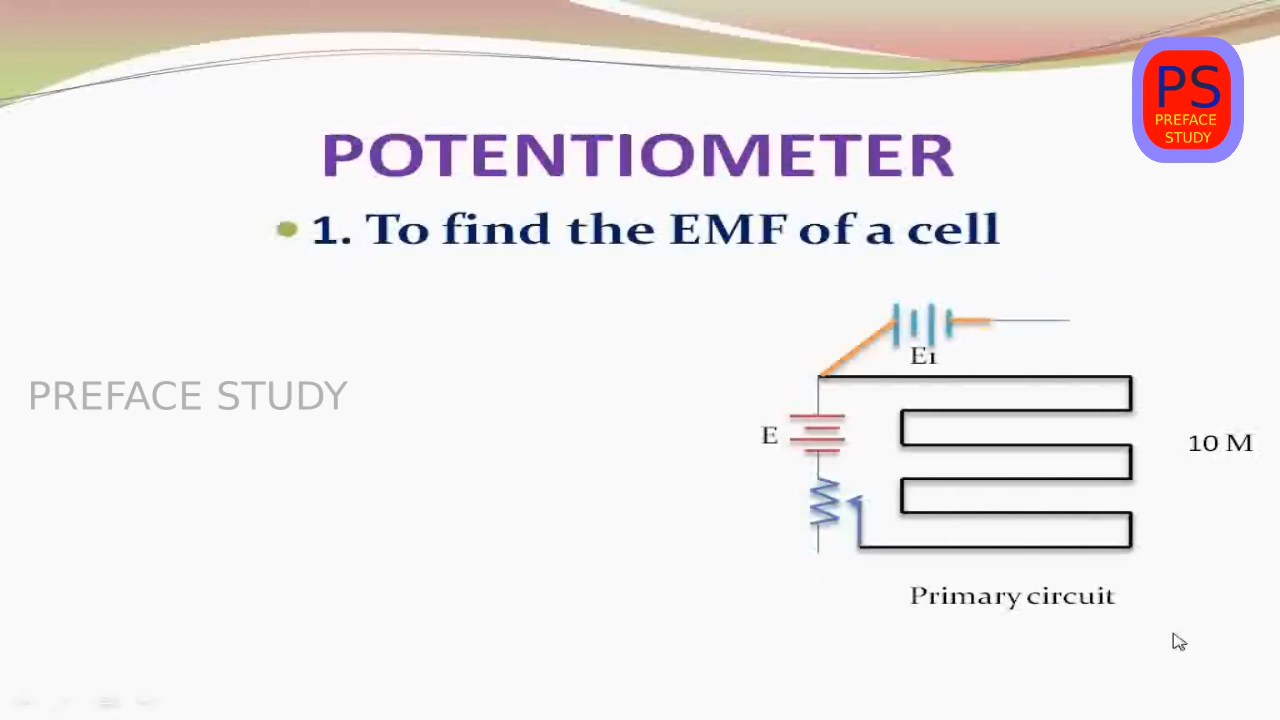 PS
PREFACE
STUDY
POTENTIOMETER
1. To find the EMF of a cell
E1
PREFACE STUDY
E
10 M
Primary circuit